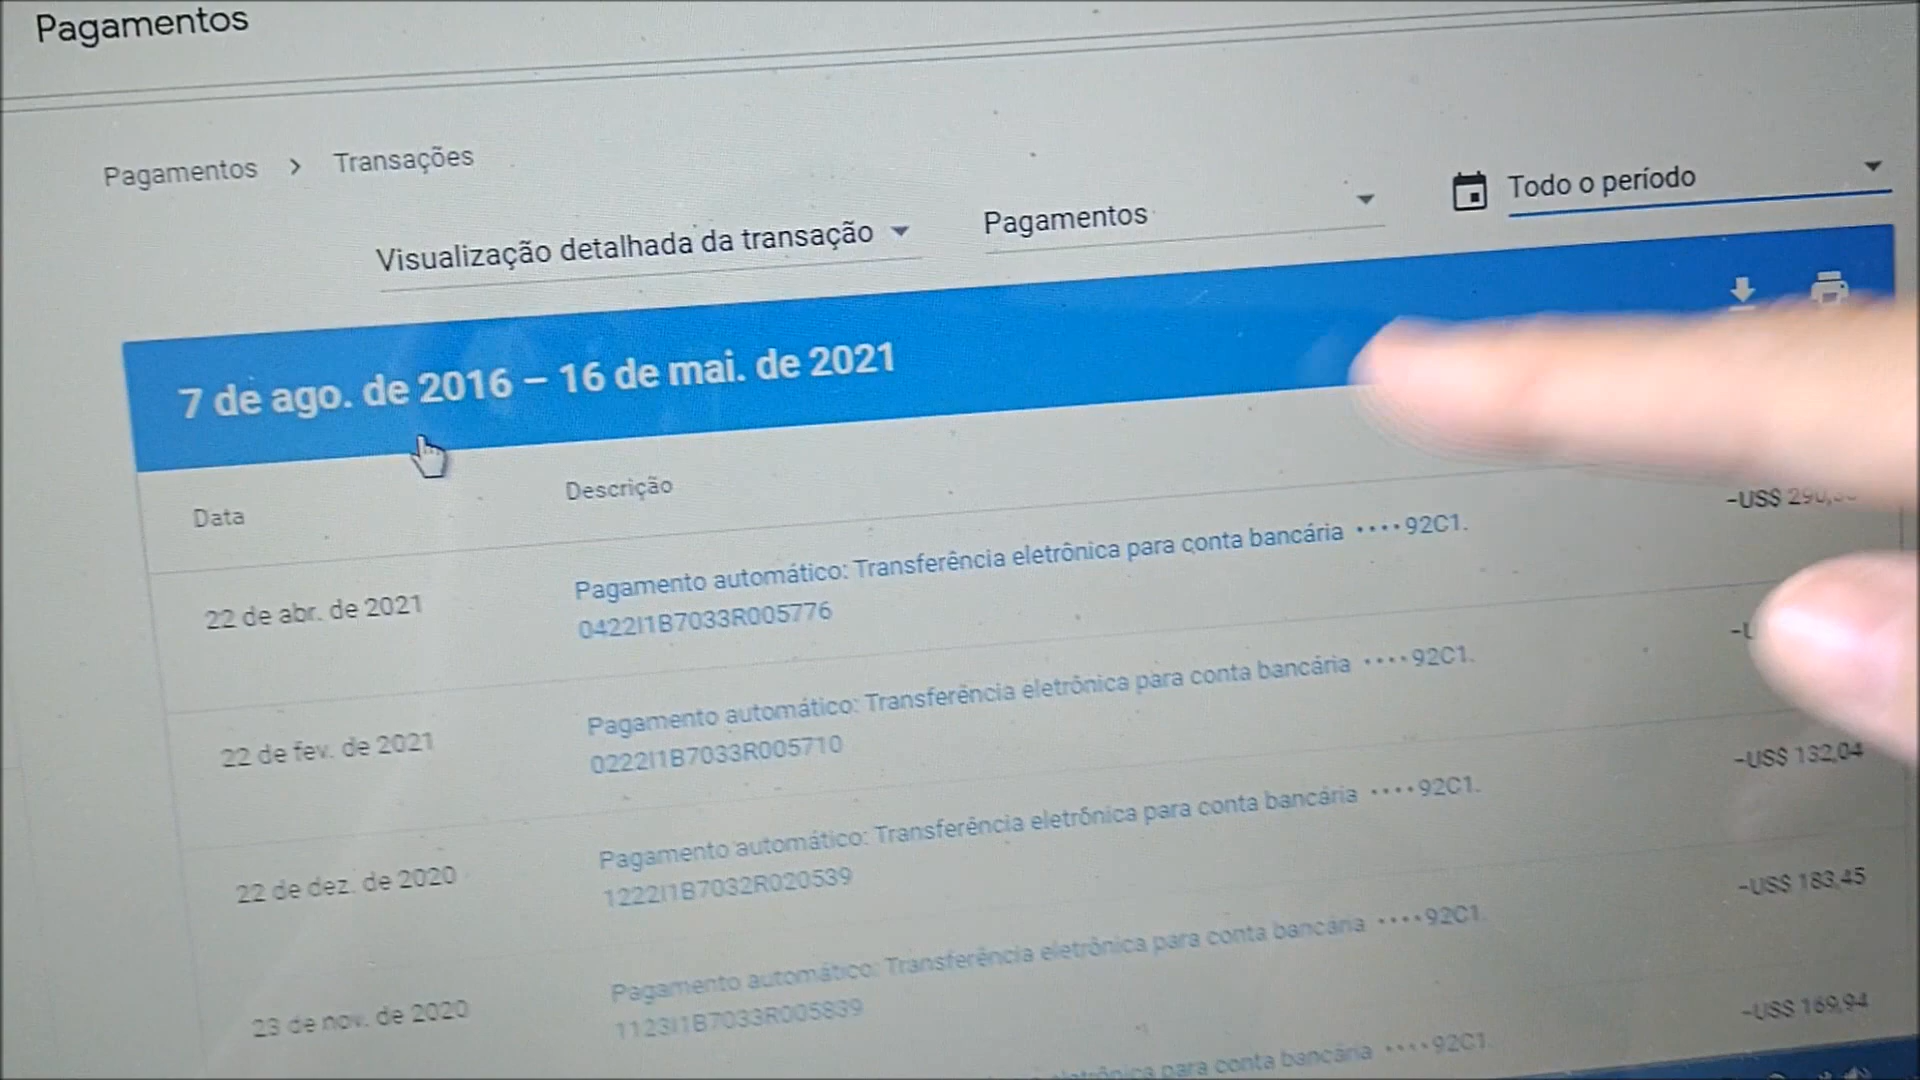 Pagamentos
Pagamentos > Transações
Visualização detalhada da transação
Pagamentos
Todo o período
7 de ago. de 2016 – 16 de mai. de 2021
Data
Descrição
22 de abr. de 2021
Pagamento automático: Transferência eletrônica para conta bancária ••••92C1.
0422I1B7033R005776
-US$
22 de fev. de 2021
Pagamento automático: Transferência eletrônica para conta bancária ••••92C1.
0222I1B7033R005710
22 de dez. de 2020
Pagamento automático: Transferência eletrônica para conta bancária ••••92C1.
1222I1B7032R020539
-US$ 132,04
23 de nov. de 2020
Pagamento automático: Transferência eletrônica para conta bancária ••••92C1.
1123I1B7033R005839
-US$ 183,45
para conta bancária ••••92C1.
-US$ 169,94